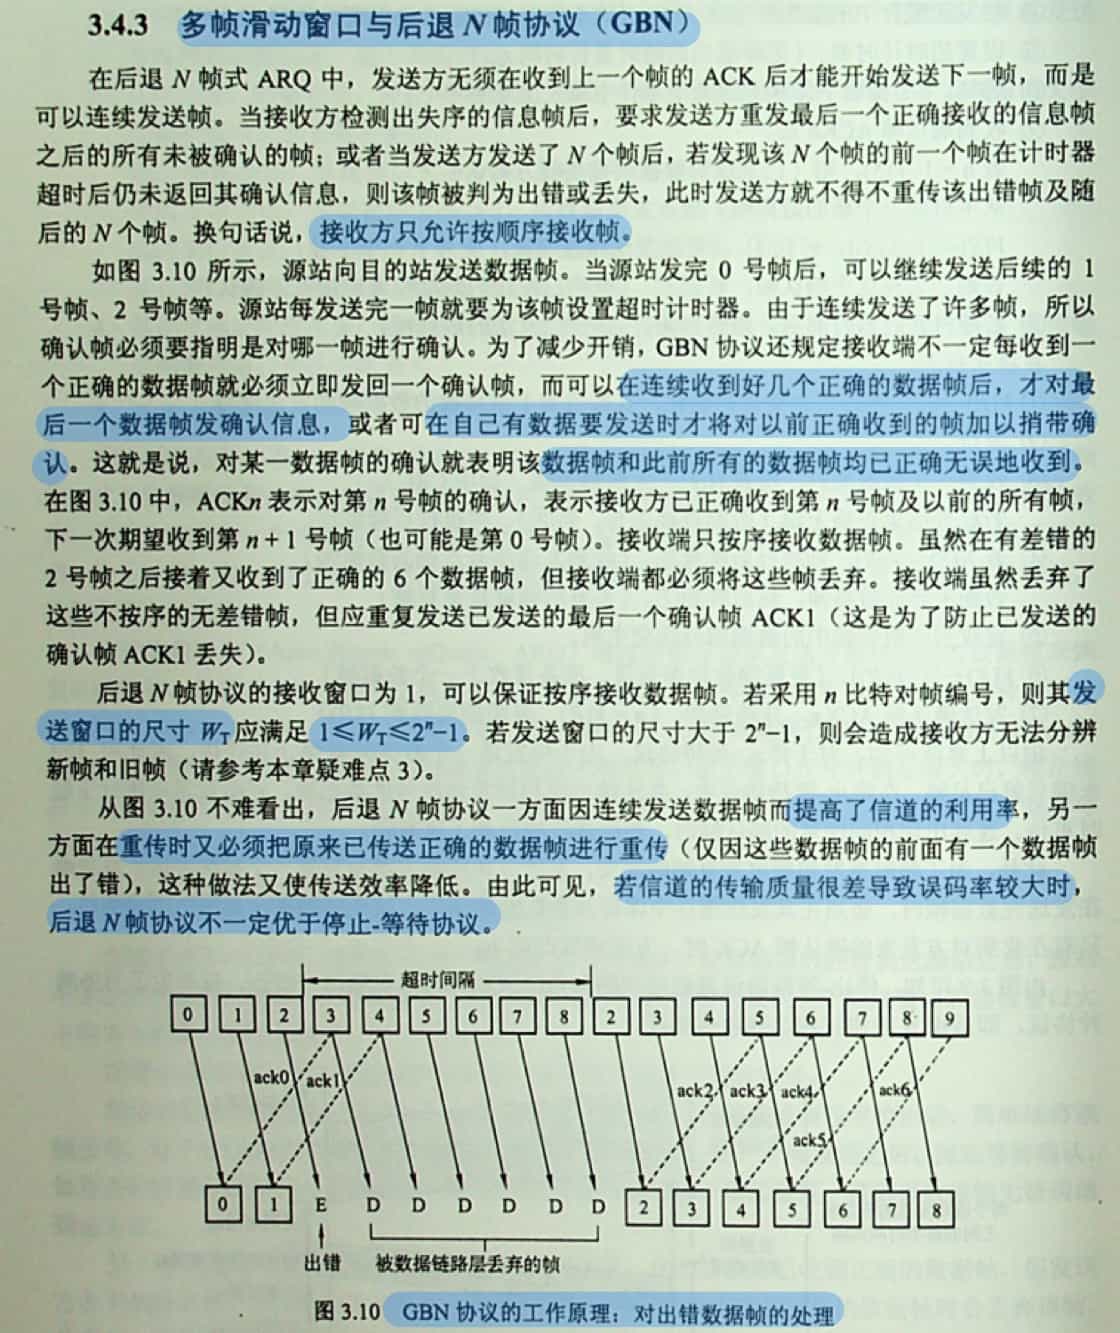 3.4.3 多帧滑动窗口与后退 N 帧协议（GBN）
在后退 N 帧式 ARQ 中，发送方无须在收到上一个帧的 ACK 后才能开始发送下一帧，而是
可以连续发送帧。当接收方检测出失序的信息帧后，要求发送方重发最后一个正确接收的信息帧
之后的所有未被确认的帧；或者当发送方发送了 N 个帧后，若发现该 N 个帧的前一个帧在计时器
超时后仍未返回其确认信息，则该帧被判为出错或丢失，此时发送方就不得不重传该出错帧及随
后的 N 个帧。换句话说，接收方只允许按顺序接收帧。
如图 3.10 所示，源站向目的站发送数据帧。当源站发完 0 号帧后，可以继续发送后续的 1
号帧、2 号帧等。源站每发送完一帧就要为该帧设置超时计时器。由于连续发送了许多帧，所以
确认帧必须要指明是对哪一帧进行确认。为了减少开销，GBN 协议还规定接收端不一定每收到一
个正确的数据帧就必须立即发回一个确认帧，而可以在连续收到好几个正确的数据帧后，才对最
后一个数据帧发确认信息，或者可在自己有数据要发送时才将对以前正确收到的帧加以捎带确
认。这就是说，对某一数据帧的确认就表明该数据帧和此前所有的数据帧均已正确无误地收到。
在图 3.10 中，ACKn 表示对第 n 号帧的确认，表示接收方已正确收到第 n 号帧及以前的所有帧，
下一次期望收到第 n + 1 号帧（也可能是第 0 号帧）。接收端只按序接收数据帧。虽然在有差错的
2 号帧之后接着又收到了正确的 6 个数据帧，但接收端都必须将这些帧丢弃。接收端虽然丢弃了
这些不按序的无差错帧，但应重复发送已发送的最后一个确认帧 ACK1（这是为了防止已发送的
确认帧 ACK1 丢失）。
后退 N 帧协议的接收窗口为 1，可以保证按序接收数据帧。若采用 n 比特对帧编号，则其发
送窗口的尺寸 W_T 应满足 1≤W_T≤2ⁿ−1。若发送窗口的尺寸大于 2ⁿ−1，则会造成接收方无法分辨
新帧和旧帧（请参考本章疑难点 3）。
从图 3.10 不难看出，后退 N 帧协议一方面因连续发送数据帧而提高了信道的利用率，另一
方面在重传时又必须把原来已传送正确的数据帧进行重传（仅因这些数据帧的前面有一个数据帧
出了错），这种做法又使传送效率降低。由此可见，若信道的传输质量很差导致误码率较大时，
后退 N 帧协议不一定优于停止-等待协议。
超时间隔
0 1 2 3 4 5 6 7 8 2 3 4 5 6 7 8 9
ack0 ack1 ack2 ack3 ack4 ack6
ack5
0 1 E D D D D D D 2 3 4 5 6 7 8
出错 被数据链路层丢弃的帧
图 3.10 GBN 协议的工作原理：对出错数据帧的处理